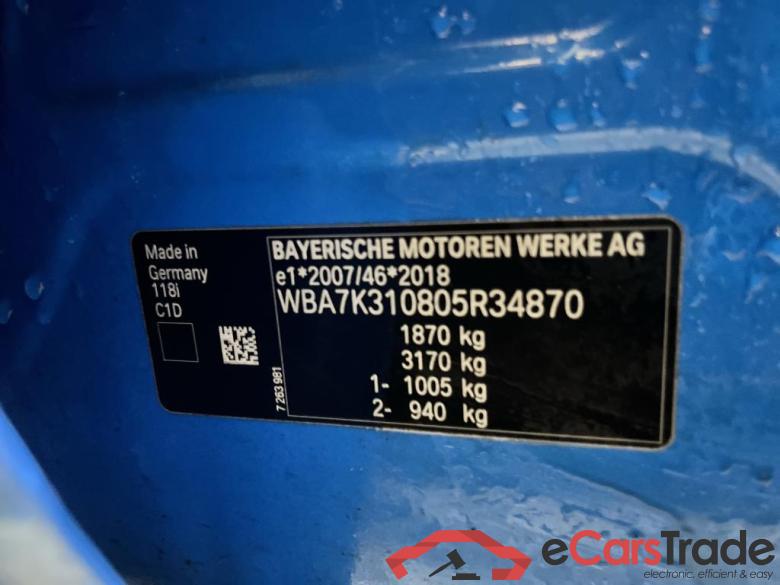 Made in
Germany
118i
C1D
7 263 981
BAYERISCHE MOTOREN WERKE AG
e1*2007/46*2018
WBA7K310805R34870
1870 kg
3170 kg
1- 1005 kg
2- 940 kg
eCarsTrade
electronic, efficient & easy